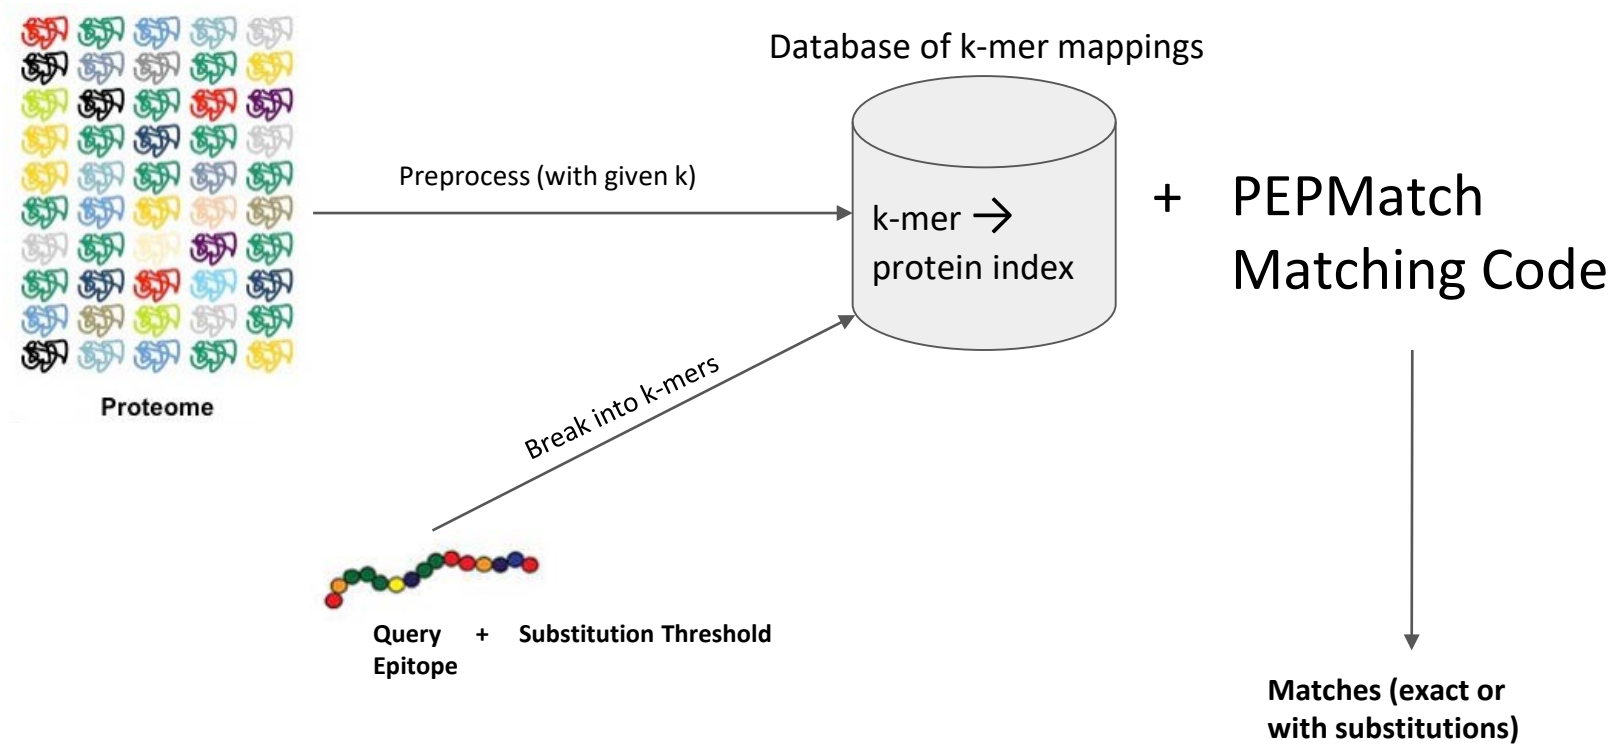 Database of k-mer mappings
Preprocess (with given k)
k-mer →
protein index
+ PEPMatch
Matching Code
Proteome
Break into k-mers
Query + Substitution Threshold
Epitope
Matches (exact or
with substitutions)